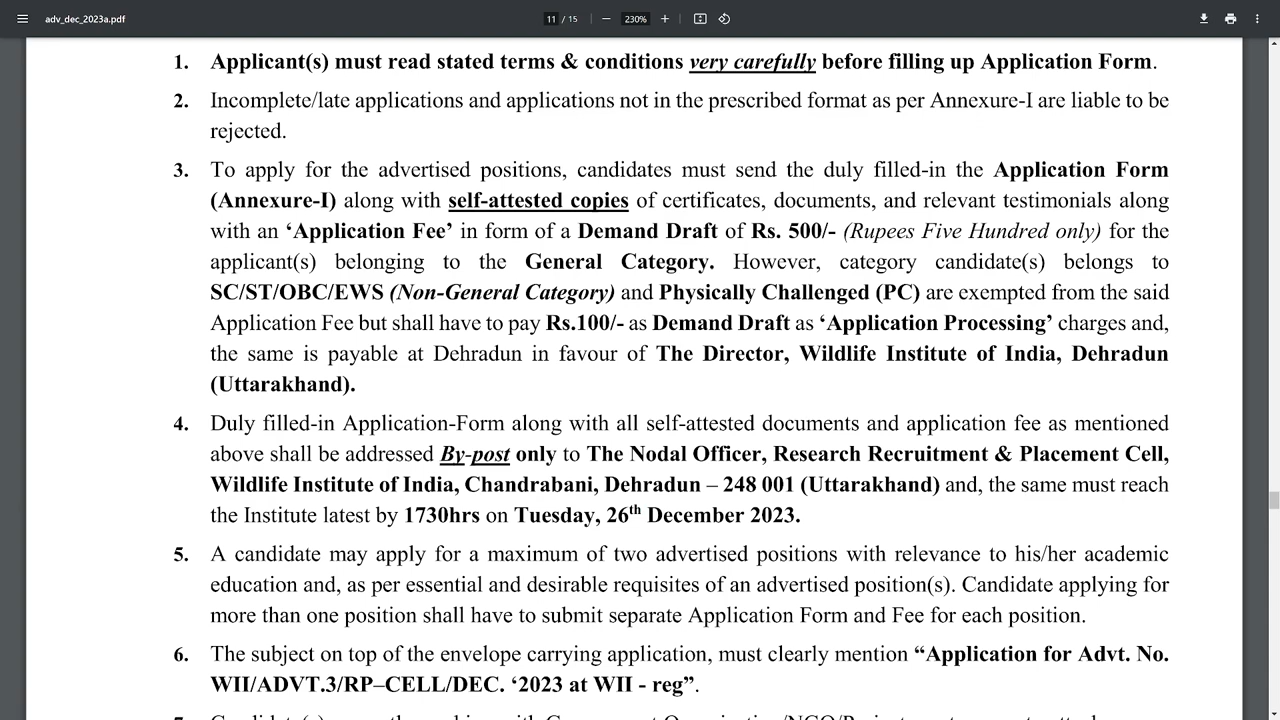 adv_dec_2023a.pdf
11 / 15
230%
1. Applicant(s) must read stated terms & conditions very carefully before filling up Application Form.
2. Incomplete/late applications and applications not in the prescribed format as per Annexure-I are liable to be
rejected.
3. To apply for the advertised positions, candidates must send the duly filled-in the Application Form
(Annexure-I) along with self-attested copies of certificates, documents, and relevant testimonials along
with an ‘Application Fee’ in form of a Demand Draft of Rs. 500/- (Rupees Five Hundred only) for the
applicant(s) belonging to the General Category. However, category candidate(s) belongs to
SC/ST/OBC/EWS (Non-General Category) and Physically Challenged (PC) are exempted from the said
Application Fee but shall have to pay Rs.100/- as Demand Draft as ‘Application Processing’ charges and,
the same is payable at Dehradun in favour of The Director, Wildlife Institute of India, Dehradun
(Uttarakhand).
4. Duly filled-in Application-Form along with all self-attested documents and application fee as mentioned
above shall be addressed By-post only to The Nodal Officer, Research Recruitment & Placement Cell,
Wildlife Institute of India, Chandrabani, Dehradun – 248 001 (Uttarakhand) and, the same must reach
the Institute latest by 1730hrs on Tuesday, 26th December 2023.
5. A candidate may apply for a maximum of two advertised positions with relevance to his/her academic
education and, as per essential and desirable requisites of an advertised position(s). Candidate applying for
more than one position shall have to submit separate Application Form and Fee for each position.
6. The subject on top of the envelope carrying application, must clearly mention “Application for Advt. No.
WII/ADVT.3/RP–CELL/DEC. ‘2023 at WII - reg”.